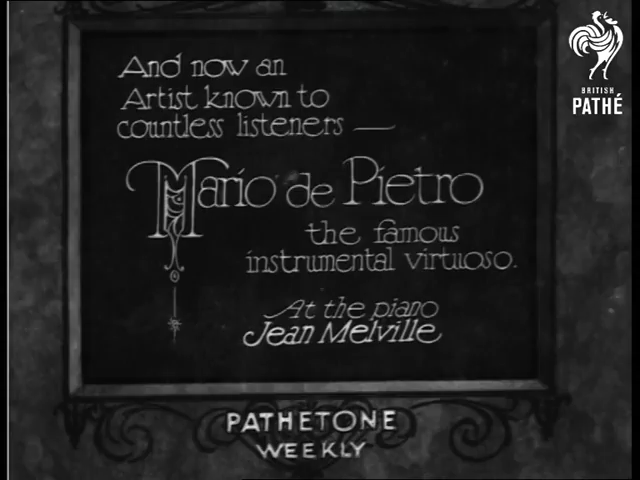 And now an
Artist known to
countless listeners —
Mario de Pietro
the famous
instrumental virtuoso.
At the piano
Jean Melville
PATHETONE
WEEKLY
BRITISH
PATHÉ